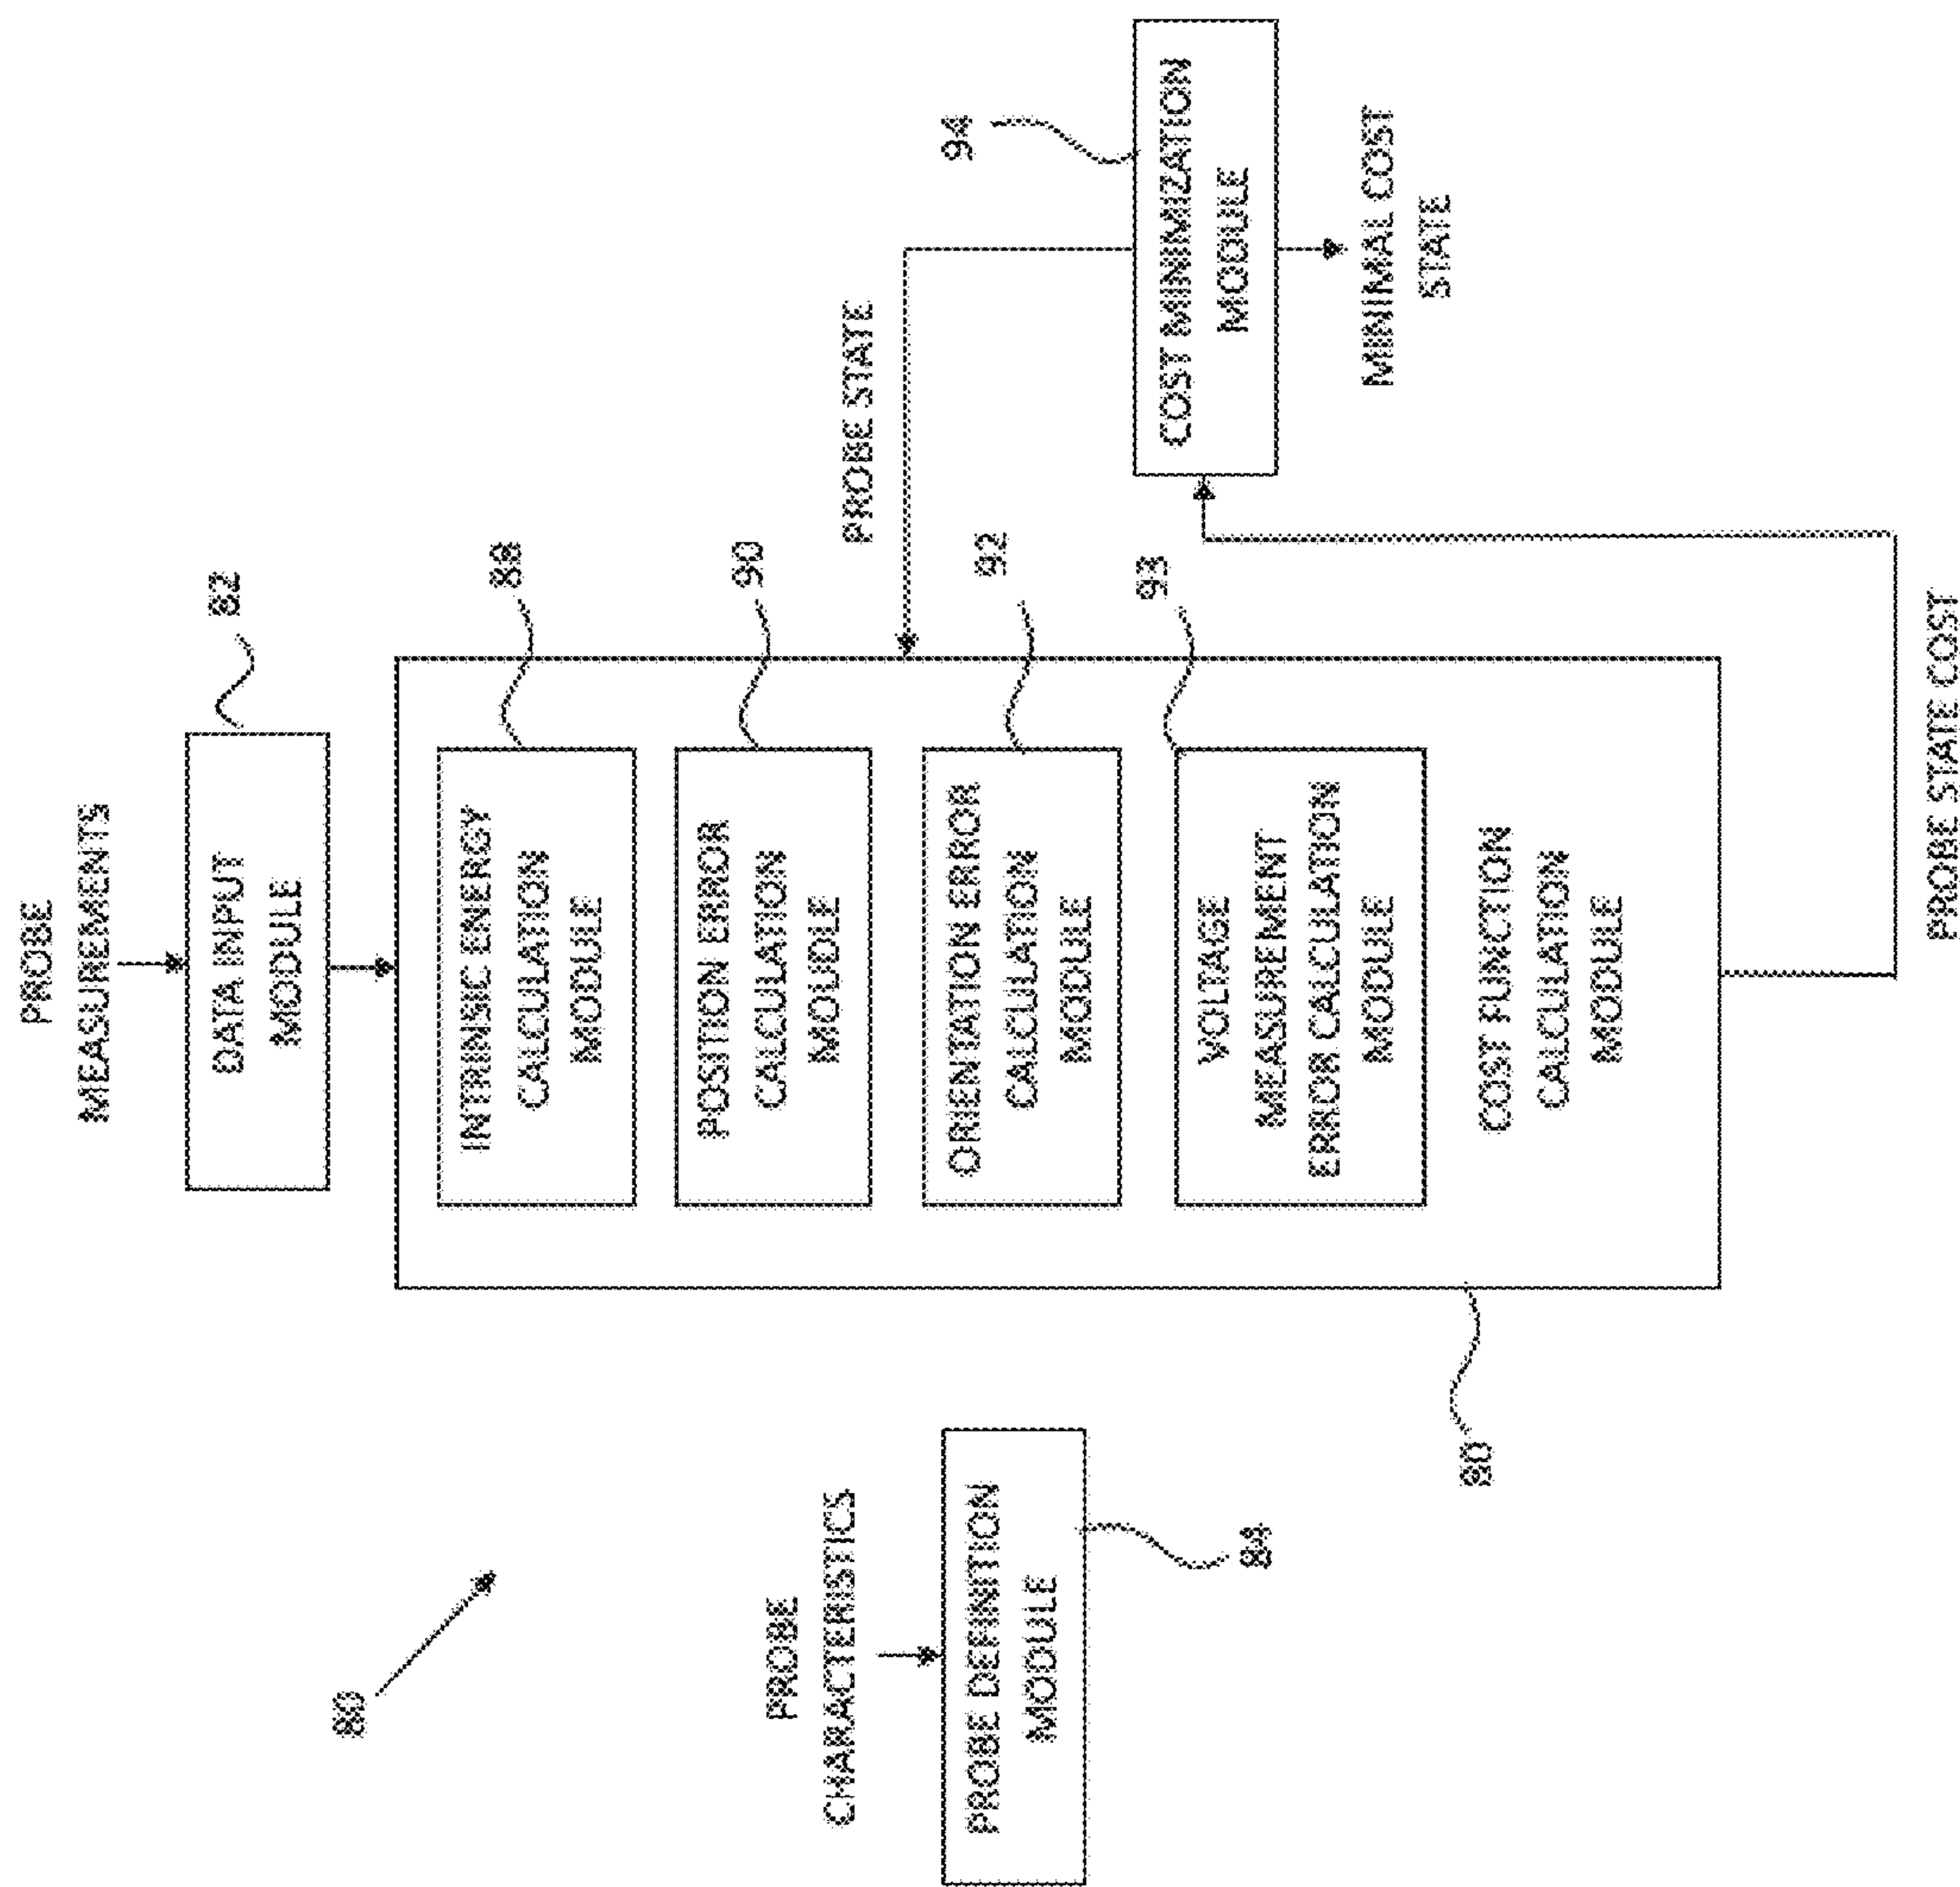 PROBE
MEASUREMENTS
DATA INPUT
MODULE
82
80
INTRINSIC ENERGY
CALCULATION
MODULE
88
POSITION ERROR
CALCULATION
MOUDLE
90
PROBE STATE
PROBE
CHARACTERISTICS
PROBE DEFINITION
MODULE
84
ORIENTATION ERROR
CALCULATION
MODULE
92
VOLTAGE
MEASUREMENT
ERROR CALCULATION
MODULE
93
94
COST MINIMIZATION
MODULE
MINIMAL COST
STATE
COST FUNCTION
CALCULATION
MODULE
80
PROBE STATE COST